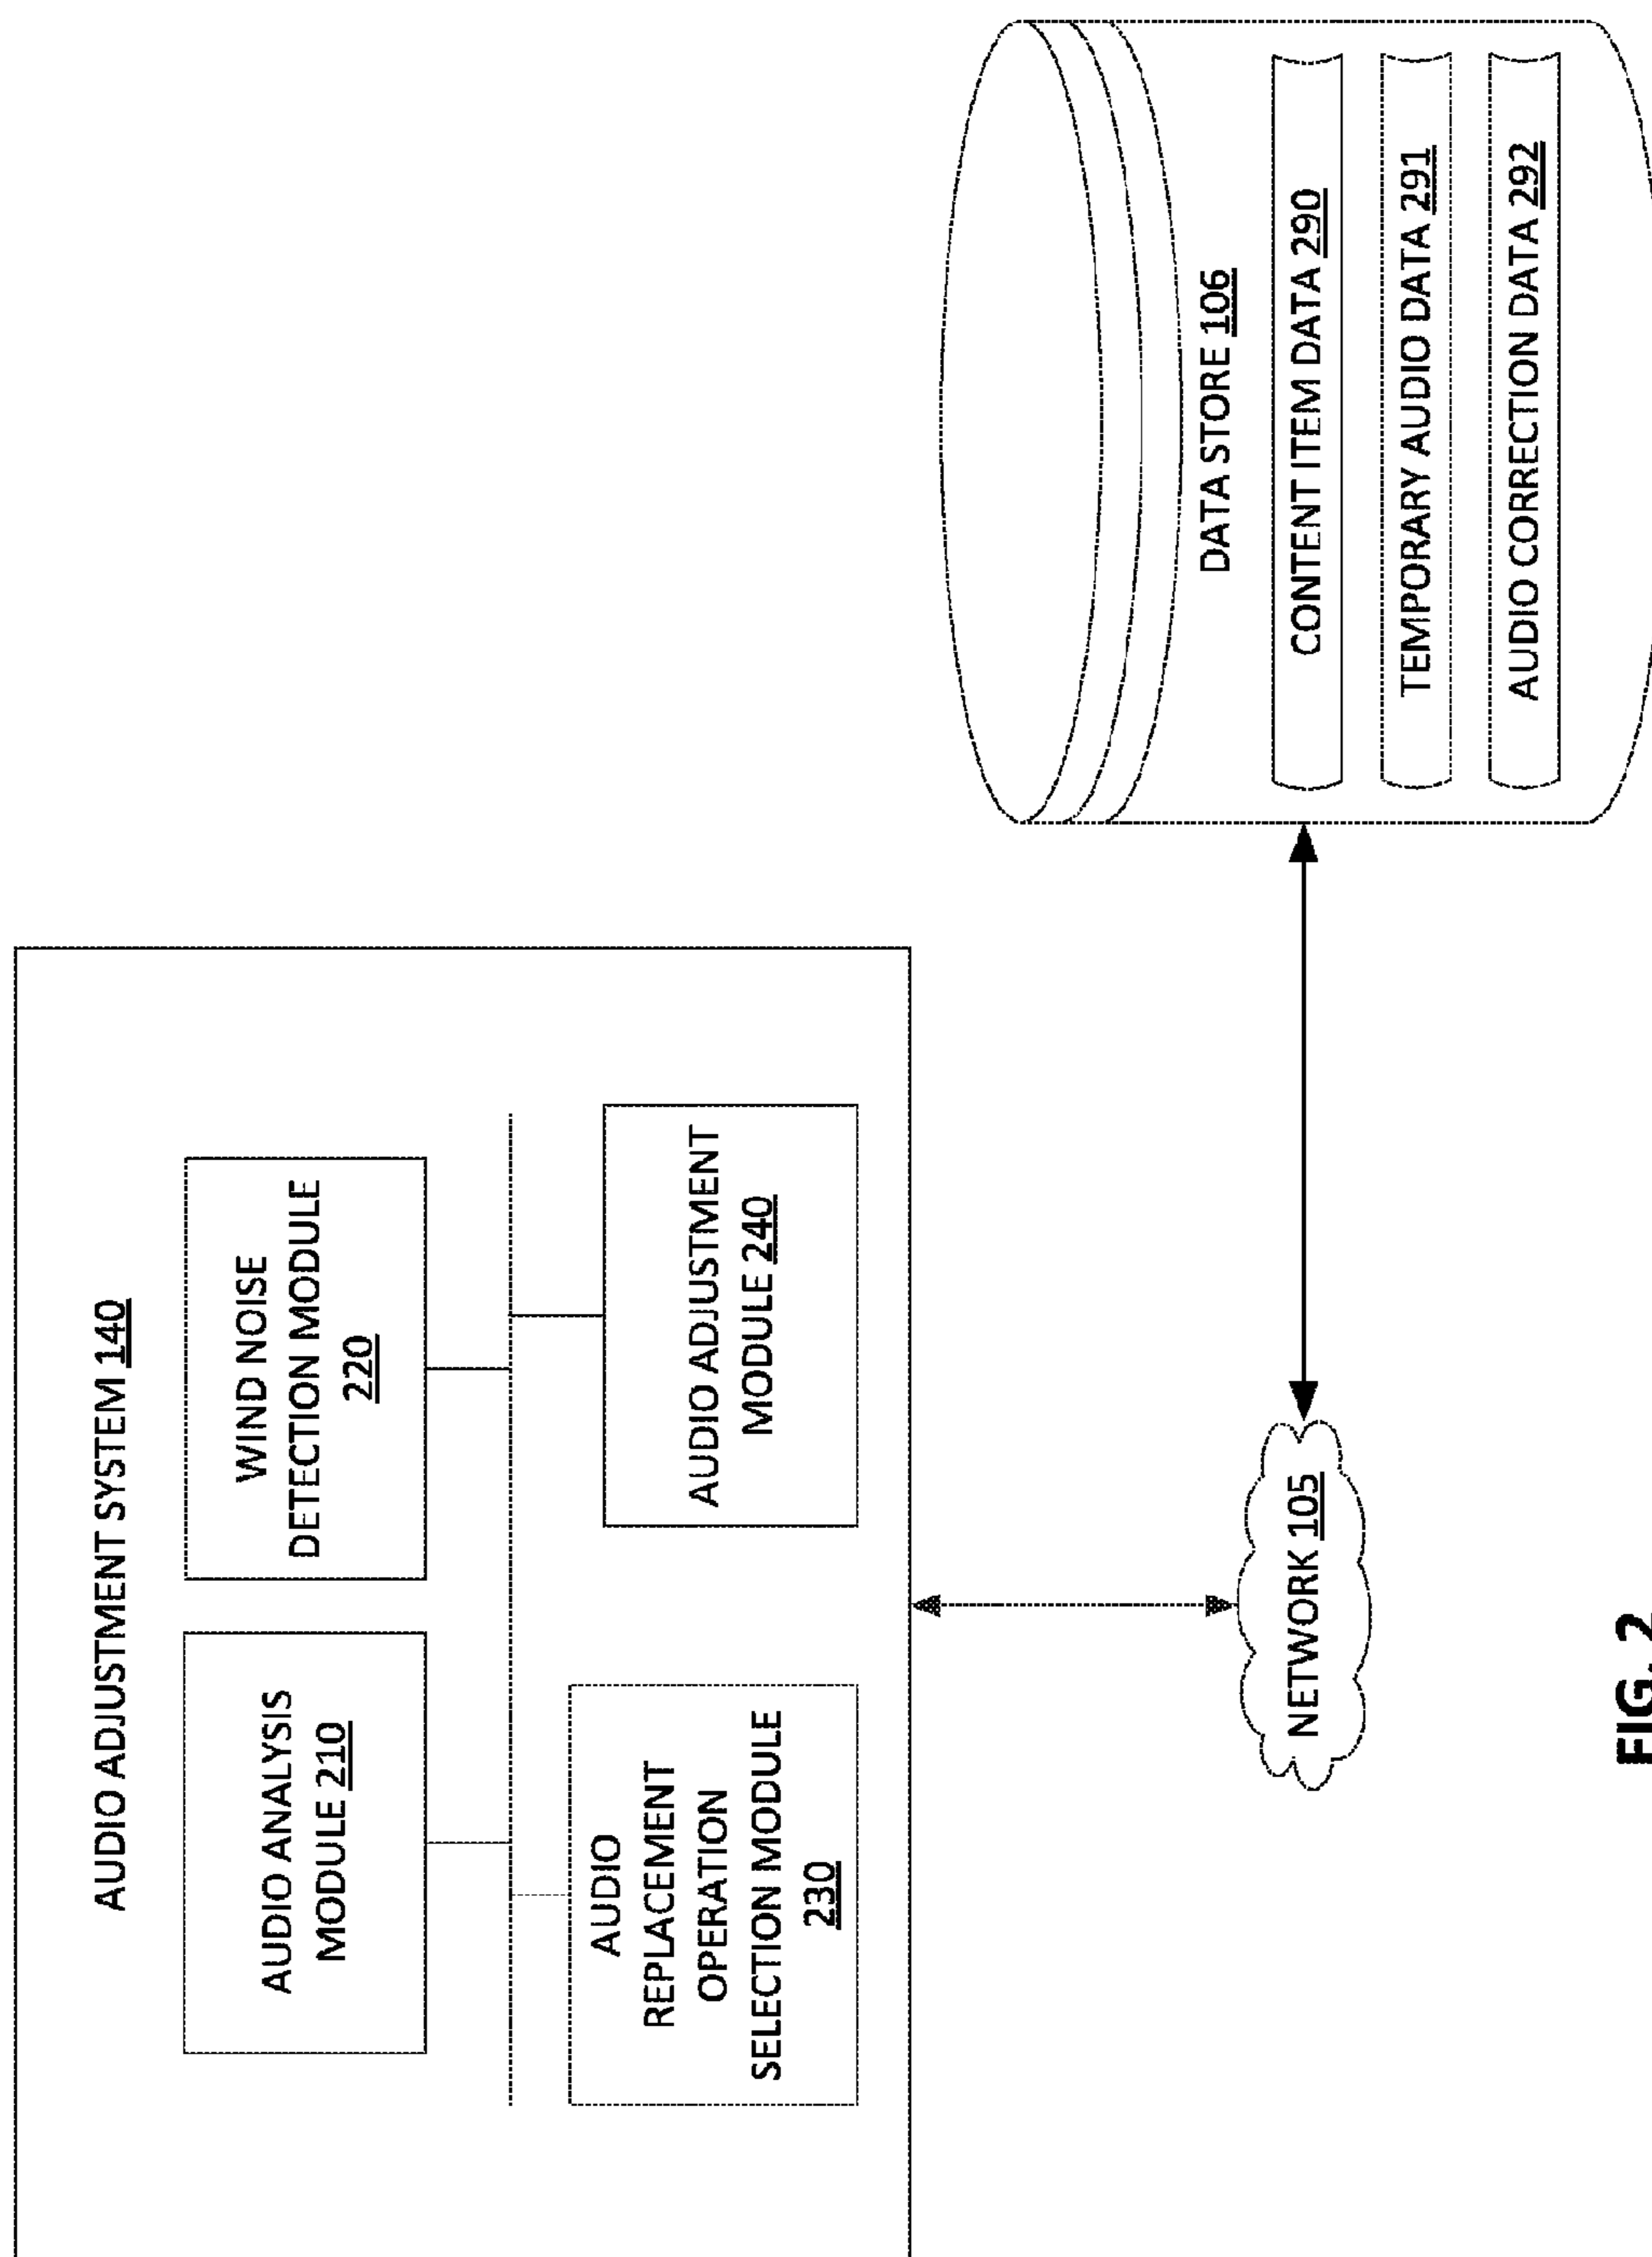 AUDIO ADJUSTMENT SYSTEM 140
AUDIO ANALYSIS
MODULE 210
WIND NOISE
DETECTION MODULE
220
AUDIO
REPLACEMENT
OPERATION
SELECTION MODULE
230
AUDIO ADJUSTMENT
MODULE 240
NETWORK 105
DATA STORE 106
CONTENT ITEM DATA 290
TEMPORARY AUDIO DATA 291
AUDIO CORRECTION DATA 292
FIG. 2